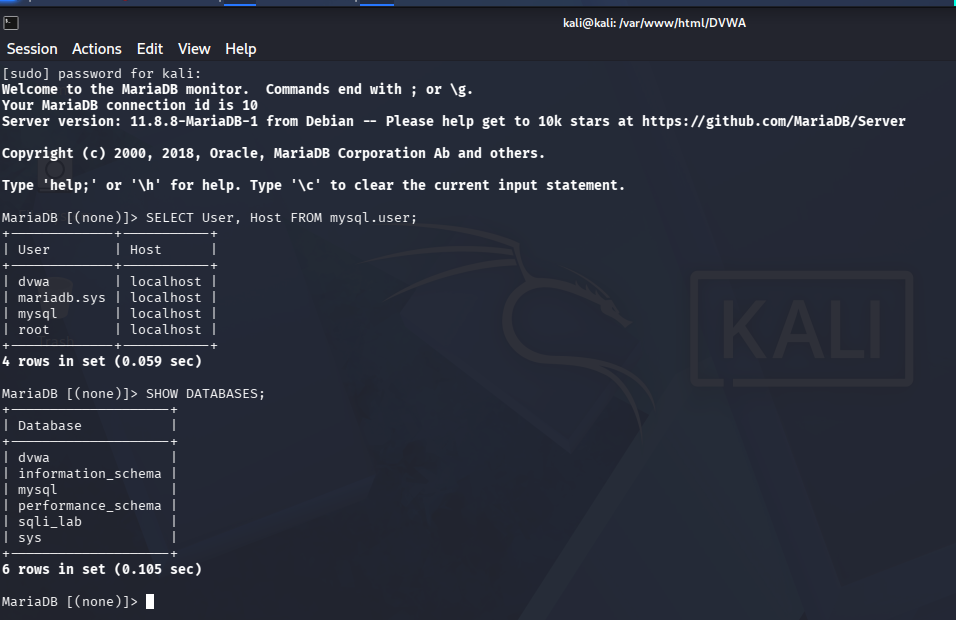 kali@kali: /var/www/html/DVWA
Session Actions Edit View Help
[sudo] password for kali:
Welcome to the MariaDB monitor.  Commands end with ; or \g.
Your MariaDB connection id is 10
Server version: 11.8.8-MariaDB-1 from Debian -- Please help get to 10k stars at https://github.com/MariaDB/Server
Copyright (c) 2000, 2018, Oracle, MariaDB Corporation Ab and others.
Type 'help;' or '\h' for help. Type '\c' to clear the current input statement.
MariaDB [(none)]> SELECT User, Host FROM mysql.user;
+-------------+-----------+
| User        | Host      |
+-------------+-----------+
| dvwa        | localhost |
| mariadb.sys | localhost |
| mysql       | localhost |
| root        | localhost |
+-------------+-----------+
4 rows in set (0.059 sec)
MariaDB [(none)]> SHOW DATABASES;
+--------------------+
| Database           |
+--------------------+
| dvwa               |
| information_schema |
| mysql              |
| performance_schema |
| sqli_lab           |
| sys                |
+--------------------+
6 rows in set (0.105 sec)
MariaDB [(none)]>
KALI
Trash